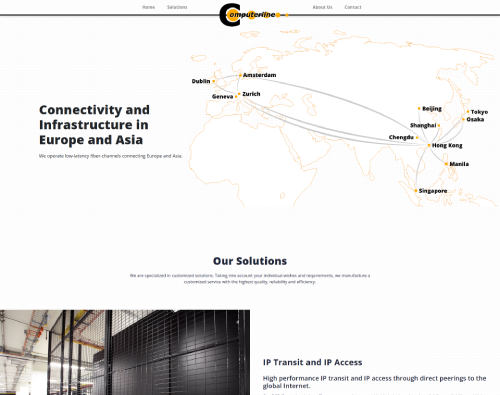 Home Solutions
Computerline
About Us Contact
Amsterdam
Dublin
Geneva
Zurich
Beijing
Tokyo
Osaka
Shanghai
Chengdu
Hong Kong
Manila
Singapore
Connectivity and
Infrastructure in
Europe and Asia
We operate low-latency fiber-channels connecting Europe and Asia.
Our Solutions
We are specialized in customized solutions. Taking into account your individual wishes and requirements, we manufacture a
customized service with the highest quality, reliability and efficiency.
IP Transit and IP Access
High performance IP transit and IP access through direct peerings to the
global Internet.